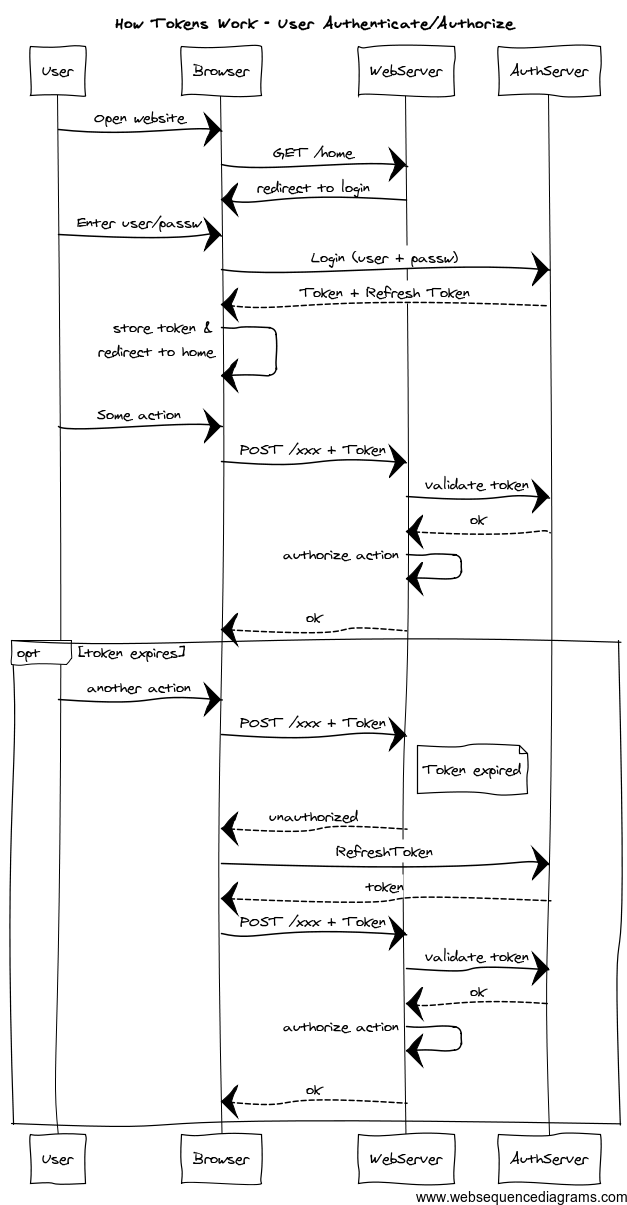 How Tokens Work - User Authenticate/Authorize
User
Browser
WebServer
AuthServer
Open website
GET /home
redirect to login
Enter user/passw
Login (user + passw)
Token + Refresh Token
store token &
redirect to home
Some action
POST /xxx + Token
validate token
ok
authorize action
ok
opt
[token expires]
another action
POST /xxx + Token
Token expired
unauthorized
RefreshToken
token
POST /xxx + Token
validate token
ok
authorize action
ok
User
Browser
WebServer
AuthServer
www.websequencediagrams.com